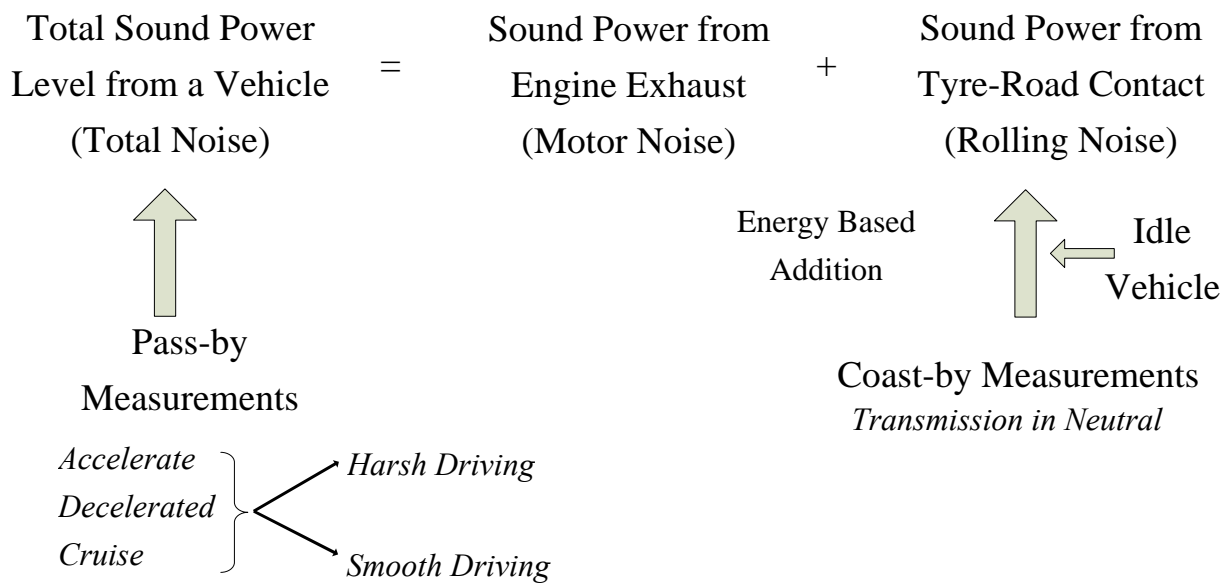 Total Sound Power
Level from a Vehicle
(Total Noise)
=
Sound Power from
Engine Exhaust
(Motor Noise)
+
Sound Power from
Tyre-Road Contact
(Rolling Noise)
Energy Based
Addition
Idle
Vehicle
Pass-by
Measurements
Coast-by Measurements
Transmission in Neutral
Accelerate
Decelerated
Cruise
Harsh Driving
Smooth Driving